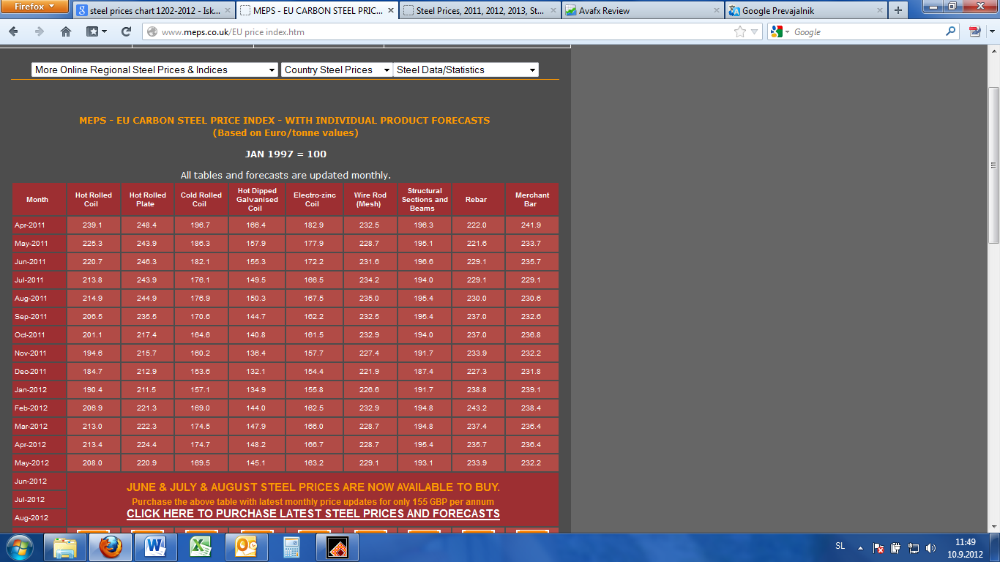 Firefox
steel prices chart 1202-2012 - Isk...
MEPS - EU CARBON STEEL PRIC...
Steel Prices, 2011, 2012, 2013, St...
Avafx Review
Google Prevajalnik
www.meps.co.uk/EU price index.htm
Google
More Online Regional Steel Prices & Indices
Country Steel Prices
Steel Data/Statistics
MEPS - EU CARBON STEEL PRICE INDEX - WITH INDIVIDUAL PRODUCT FORECASTS
(Based on Euro/tonne values)
JAN 1997 = 100
All tables and forecasts are updated monthly.
Month Hot Rolled Coil Hot Rolled Plate Cold Rolled Coil Hot Dipped Galvanised Coil Electro-zinc Coil Wire Rod (Mesh) Structural Sections and Beams Rebar Merchant Bar
Apr-2011 239.1 248.4 196.7 166.4 182.9 232.5 196.3 222.0 241.9
May-2011 225.3 243.9 186.3 157.9 177.9 228.7 195.1 221.6 233.7
Jun-2011 220.7 246.3 182.1 155.3 172.2 231.6 196.6 229.1 235.7
Jul-2011 213.8 243.9 176.1 149.5 166.5 234.2 194.0 229.1 229.1
Aug-2011 214.9 244.9 176.9 150.3 167.5 235.0 195.4 230.0 230.6
Sep-2011 206.5 235.5 170.6 144.7 162.2 232.5 195.4 237.0 232.6
Oct-2011 201.1 217.4 164.6 140.8 161.5 232.9 194.0 237.0 236.8
Nov-2011 194.6 215.7 160.2 136.4 157.7 227.4 191.7 233.9 232.2
Dec-2011 184.7 212.9 153.6 132.1 154.4 221.9 187.4 227.3 231.8
Jan-2012 190.4 211.5 157.1 134.9 155.8 226.6 191.7 238.8 239.1
Feb-2012 206.9 221.3 169.0 144.0 162.5 232.9 194.8 243.2 238.4
Mar-2012 213.0 222.3 174.5 147.9 166.0 228.7 194.8 237.4 236.4
Apr-2012 213.4 224.4 174.7 148.2 166.7 228.7 195.4 235.7 236.4
May-2012 208.0 220.9 169.5 145.1 163.2 229.1 193.1 233.9 232.2
Jun-2012
Jul-2012
Aug-2012
JUNE & JULY & AUGUST STEEL PRICES ARE NOW AVAILABLE TO BUY.
Purchase the above table with latest monthly price updates for only 155 GBP per annum
CLICK HERE TO PURCHASE LATEST STEEL PRICES AND FORECASTS
SL
11:49
10.9.2012